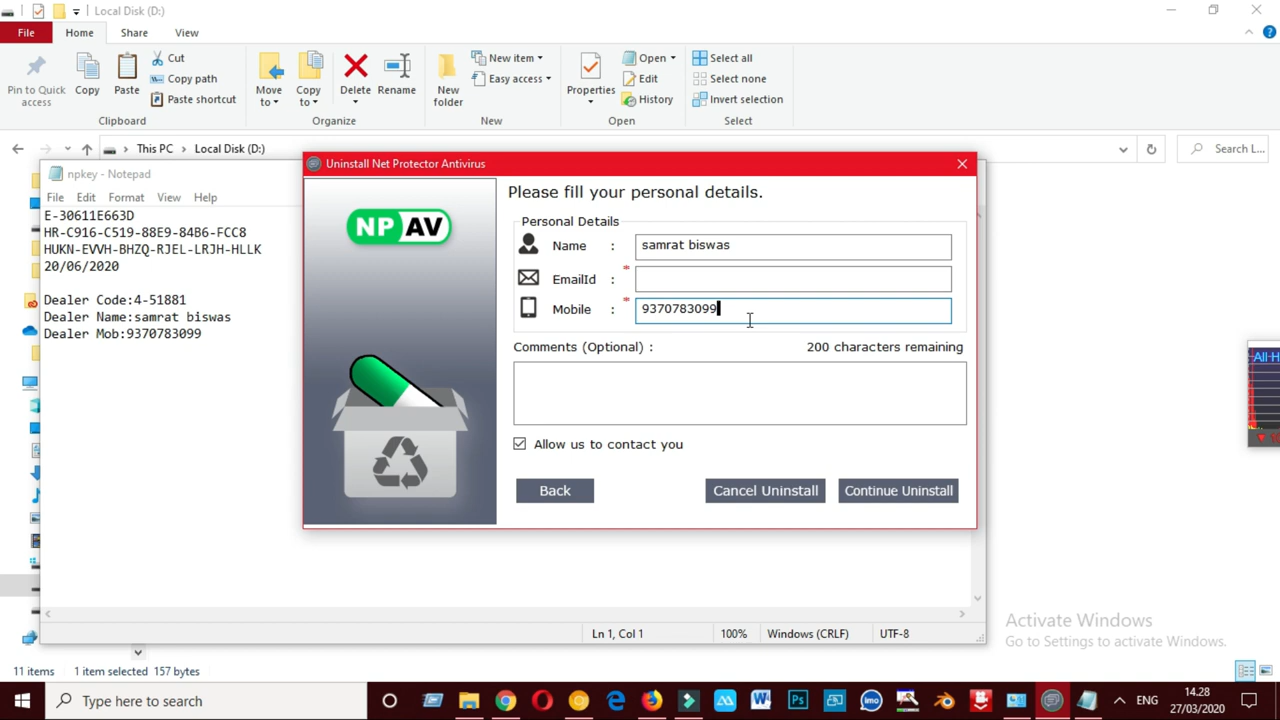 Local Disk (D:)
File Home Share View
Pin to Quick access
Copy
Paste
Cut
Copy path
Paste shortcut
Clipboard
Move to
Copy to
Delete
Rename
Organize
New folder
New item
Easy access
New
Properties
Open
Edit
History
Open
Select all
Select none
Invert selection
Select
This PC Local Disk (D:)
Search L...
npkey - Notepad
File Edit Format View Help
E-30611E663D
HR-C916-C519-88E9-84B6-FCC8
HUKN-EVVH-BHZQ-RJEL-LRJH-HLLK
20/06/2020
Dealer Code:4-51881
Dealer Name:samrat biswas
Dealer Mob:9370783099
Uninstall Net Protector Antivirus
NPAV
Please fill your personal details.
Personal Details
Name : samrat biswas
EmailId : *
Mobile : * 9370783099
Comments (Optional) : 200 characters remaining
Allow us to contact you
Back Cancel Uninstall Continue Uninstall
All-H
Ln 1, Col 1 100% Windows (CRLF) UTF-8
Activate Windows
Go to Settings to activate Windows.
11 items 1 item selected 157 bytes
Type here to search
imo
ENG
14.28
27/03/2020